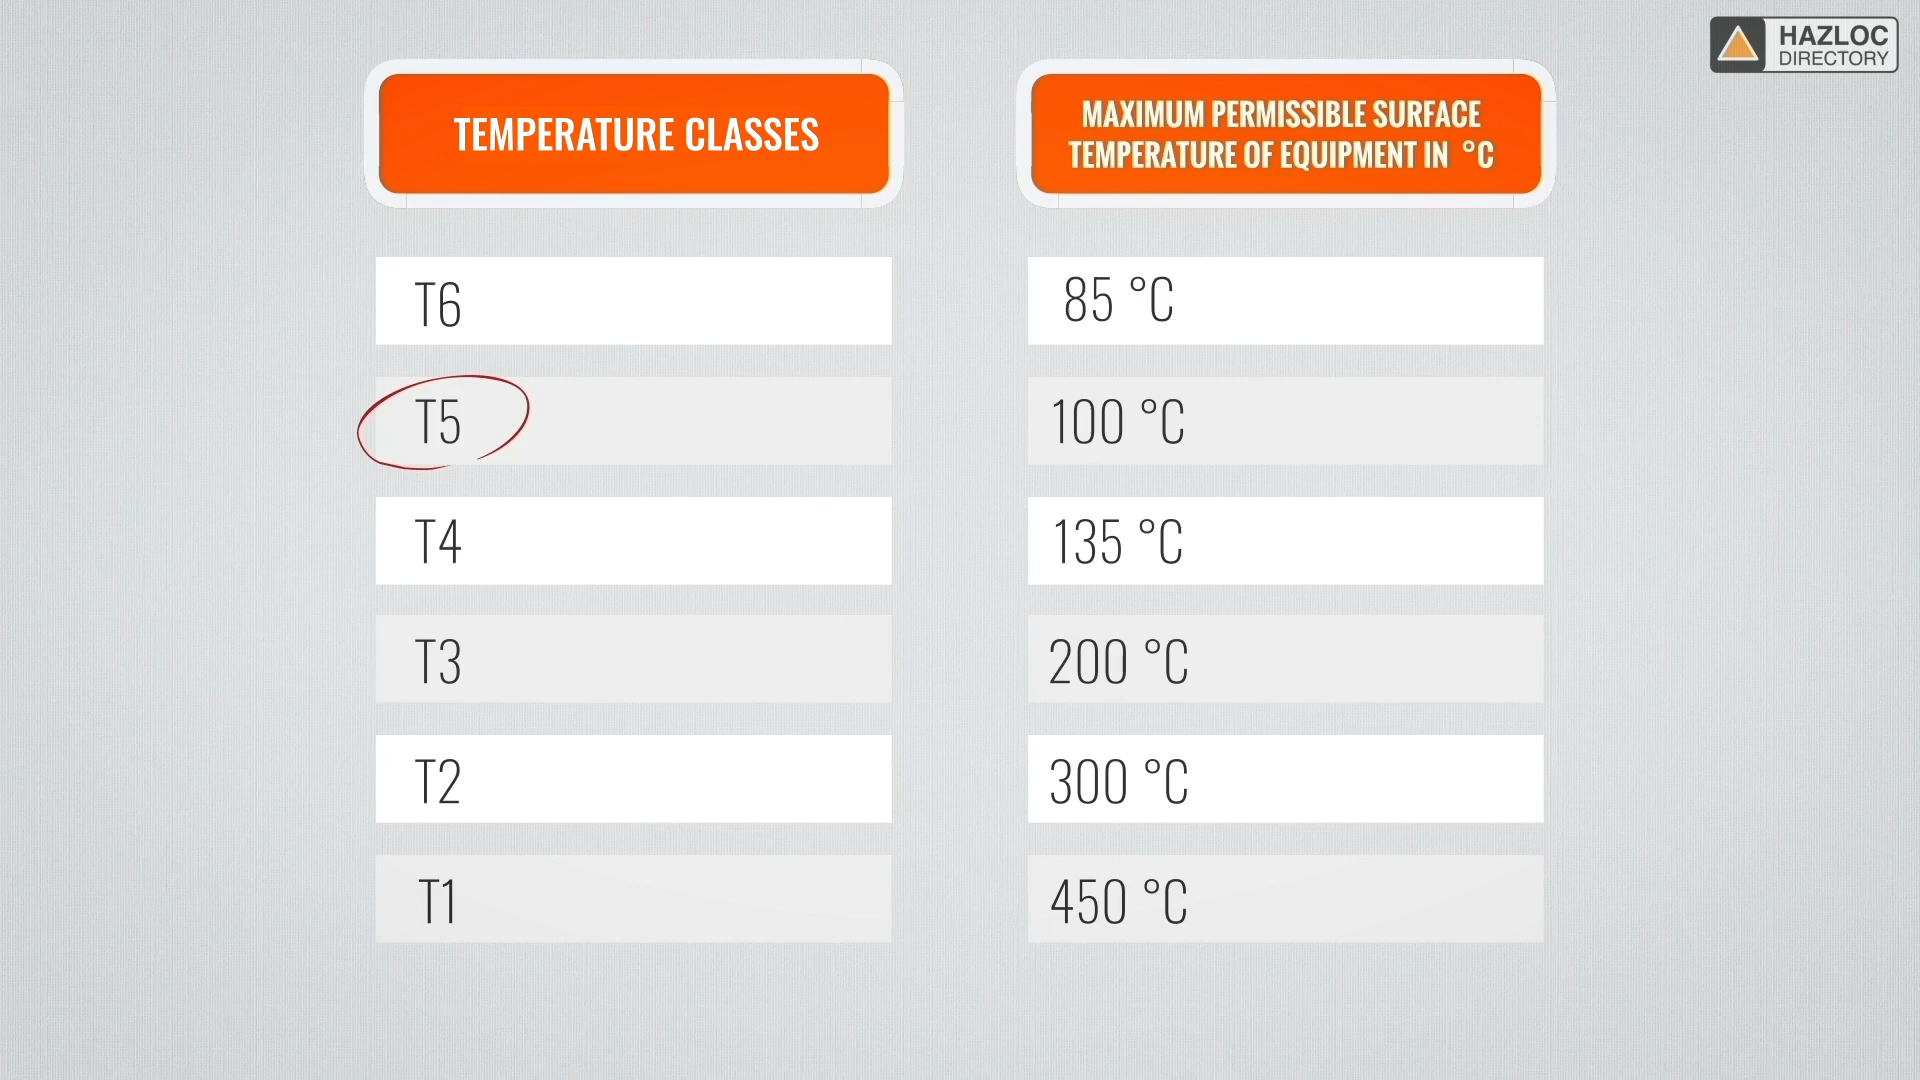 HAZLOC
DIRECTORY
TEMPERATURE CLASSES
MAXIMUM PERMISSIBLE SURFACE
TEMPERATURE OF EQUIPMENT IN °C
T6
85 °C
T5
100 °C
T4
135 °C
T3
200 °C
T2
300 °C
T1
450 °C